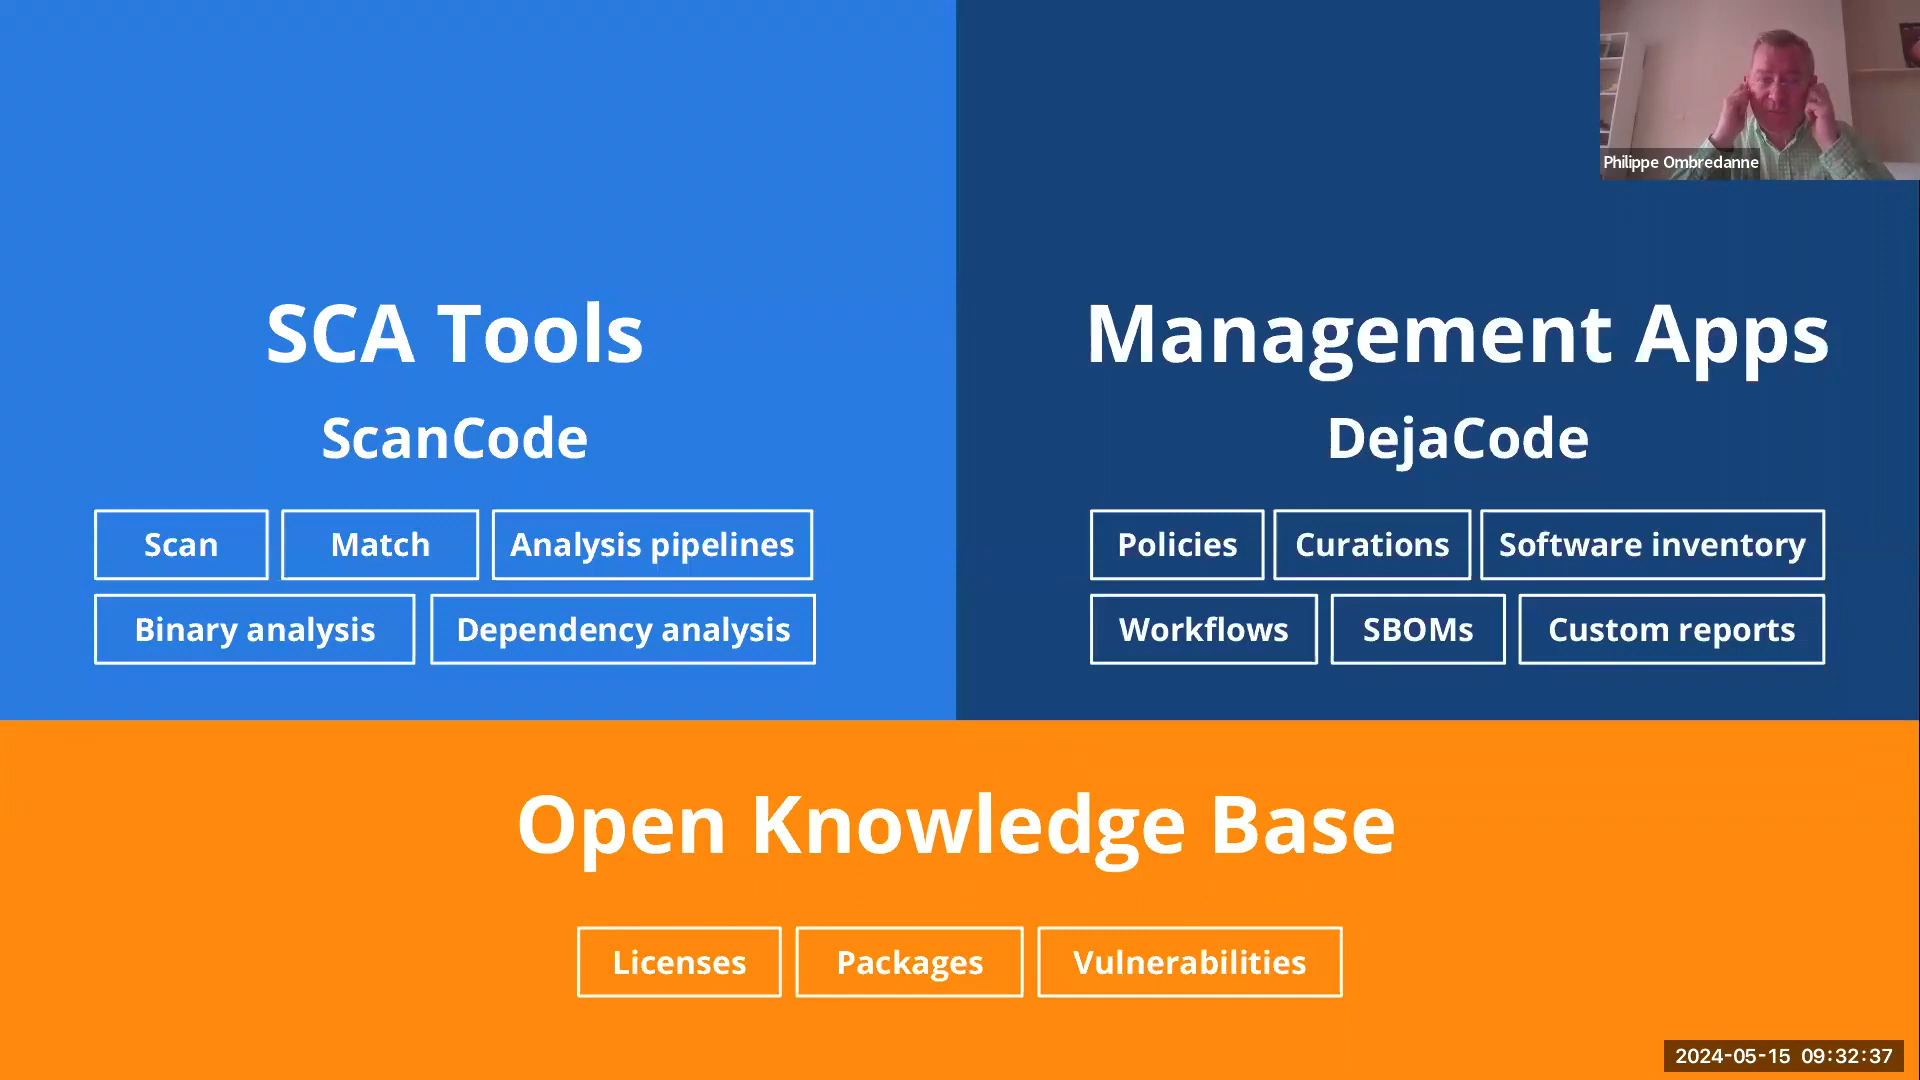 Philippe Ombredanne
SCA Tools
ScanCode
Scan
Match
Analysis pipelines
Binary analysis
Dependency analysis
Management Apps
DejaCode
Policies
Curations
Software inventory
Workflows
SBOMs
Custom reports
Open Knowledge Base
Licenses
Packages
Vulnerabilities
2024-05-15 09:32:37